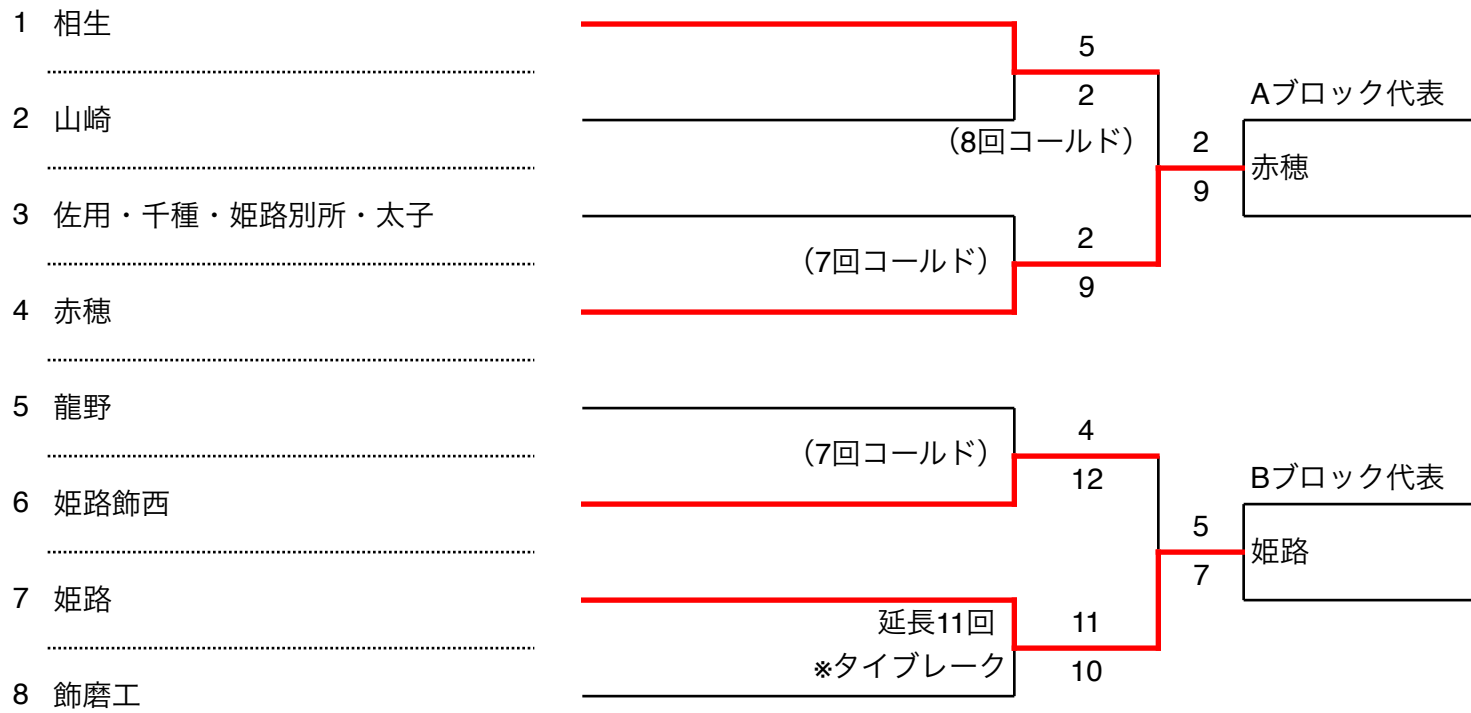 1 相生
5
2
Aブロック代表
2 山崎
（8回コールド）
2
赤穂
9
3 佐用・千種・姫路別所・太子
（7回コールド）
2
9
4 赤穂
5 龍野
（7回コールド）
4
12
Bブロック代表
6 姫路飾西
5
姫路
7
7 姫路
延長11回
11
※タイブレーク
10
8 飾磨工